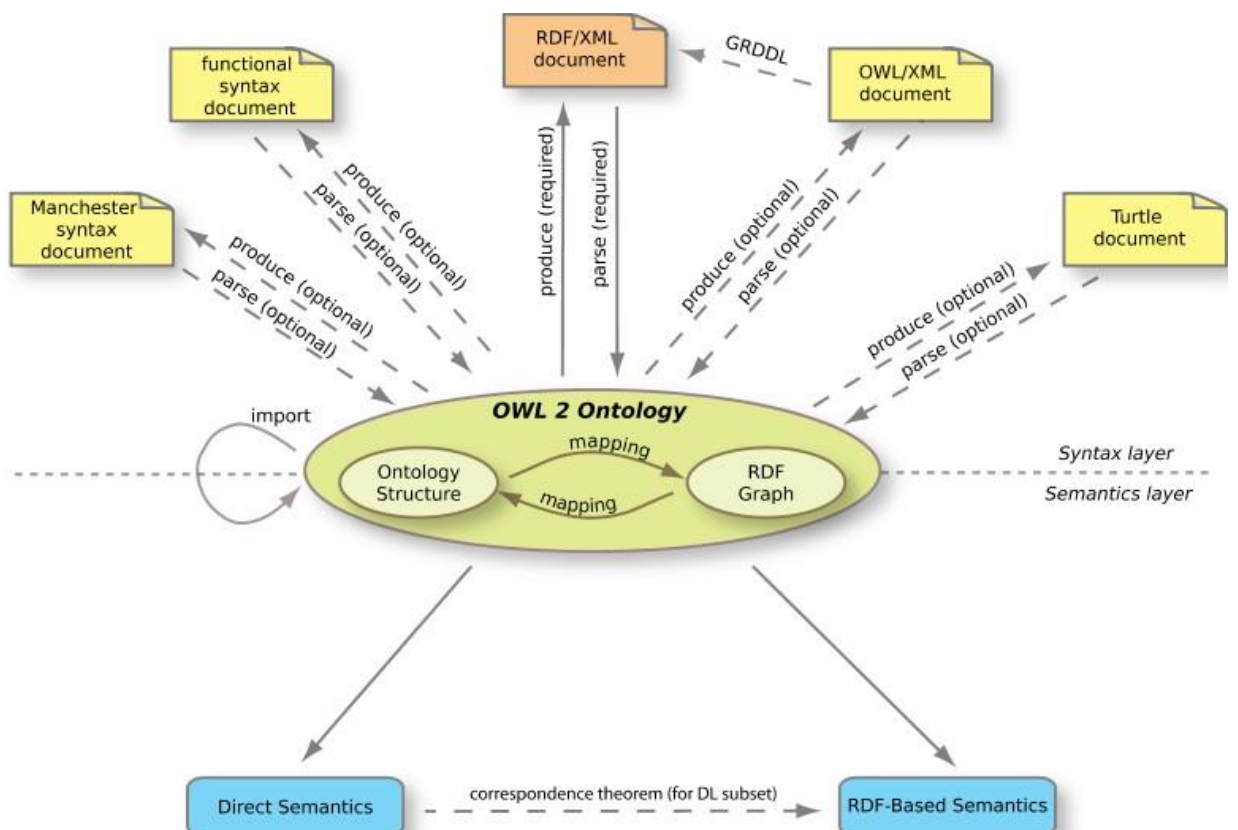 RDF/XML
document
GRDDL
functional
syntax
document
OWL/XML
document
Manchester
syntax
document
Turtle
document
produce (optional)
parse (optional)
produce (optional)
parse (optional)
produce (required)
parse (required)
produce (optional)
parse (optional)
produce (optional)
parse (optional)
import
OWL 2 Ontology
mapping
Ontology
Structure
RDF
Graph
mapping
Syntax layer
Semantics layer
Direct Semantics
correspondence theorem (for DL subset)
RDF-Based Semantics